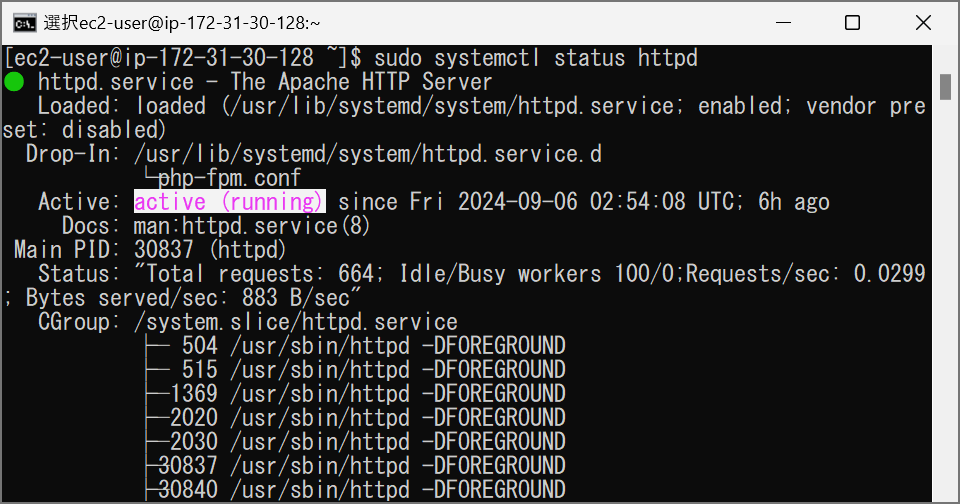 選択ec2-user@ip-172-31-30-128:~
[ec2-user@ip-172-31-30-128 ~]$ sudo systemctl status httpd
● httpd.service - The Apache HTTP Server
Loaded: loaded (/usr/lib/systemd/system/httpd.service; enabled; vendor pre
set: disabled)
Drop-In: /usr/lib/systemd/system/httpd.service.d
└─php-fpm.conf
Active: active (running) since Fri 2024-09-06 02:54:08 UTC; 6h ago
Docs: man:httpd.service(8)
Main PID: 30837 (httpd)
Status: "Total requests: 664; Idle/Busy workers 100/0;Requests/sec: 0.0299
; Bytes served/sec: 883 B/sec"
CGroup: /system.slice/httpd.service
├─ 504 /usr/sbin/httpd -DFOREGROUND
├─ 515 /usr/sbin/httpd -DFOREGROUND
├─1369 /usr/sbin/httpd -DFOREGROUND
├─2020 /usr/sbin/httpd -DFOREGROUND
├─2030 /usr/sbin/httpd -DFOREGROUND
├─30837 /usr/sbin/httpd -DFOREGROUND
├─30840 /usr/sbin/httpd -DFOREGROUND